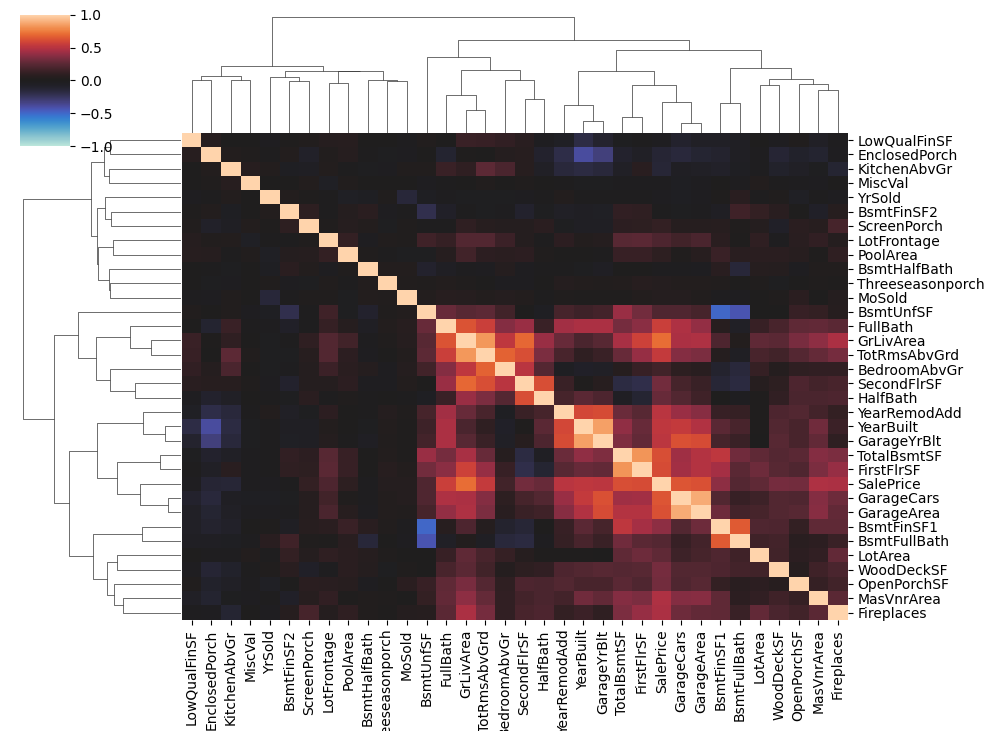 1.0
0.5
0.0
−0.5
−1.0
LowQualFinSF
EnclosedPorch
KitchenAbvGr
MiscVal
YrSold
BsmtFinSF2
ScreenPorch
LotFrontage
PoolArea
BsmtHalfBath
Threeseasonporch
MoSold
BsmtUnfSF
FullBath
GrLivArea
TotRmsAbvGrd
BedroomAbvGr
SecondFlrSF
HalfBath
YearRemodAdd
YearBuilt
GarageYrBlt
TotalBsmtSF
FirstFlrSF
SalePrice
GarageCars
GarageArea
BsmtFinSF1
BsmtFullBath
LotArea
WoodDeckSF
OpenPorchSF
MasVnrArea
Fireplaces
LowQualFinSF
EnclosedPorch
KitchenAbvGr
MiscVal
YrSold
BsmtFinSF2
ScreenPorch
LotFrontage
PoolArea
BsmtHalfBath
eeseasonporch
MoSold
BsmtUnfSF
FullBath
GrLivArea
TotRmsAbvGrd
BedroomAbvGr
SecondFlrSF
HalfBath
YearRemodAdd
YearBuilt
GarageYrBlt
TotalBsmtSF
FirstFlrSF
SalePrice
GarageCars
GarageArea
BsmtFinSF1
BsmtFullBath
LotArea
WoodDeckSF
OpenPorchSF
MasVnrArea
Fireplaces